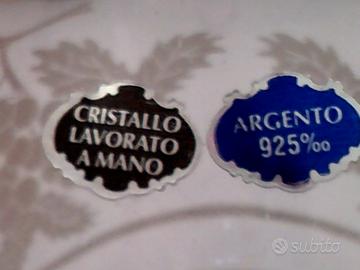 CRISTALLO
LAVORATO
A MANO
ARGENTO
925‰
subito